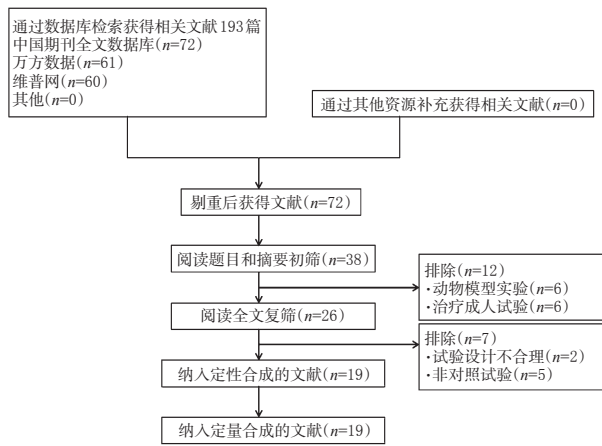 通过数据库检索获得相关文献193篇
中国期刊全文数据库(n=72)
万方数据(n=61)
维普网(n=60)
其他(n=0)
通过其他资源补充获得相关文献(n=0)
剔重后获得文献(n=72)
阅读题目和摘要初筛(n=38)
排除(n=12)
·动物模型实验(n=6)
·治疗成人试验(n=6)
阅读全文复筛(n=26)
排除(n=7)
·试验设计不合理(n=2)
·非对照试验(n=5)
纳入定性合成的文献(n=19)
纳入定量合成的文献(n=19)